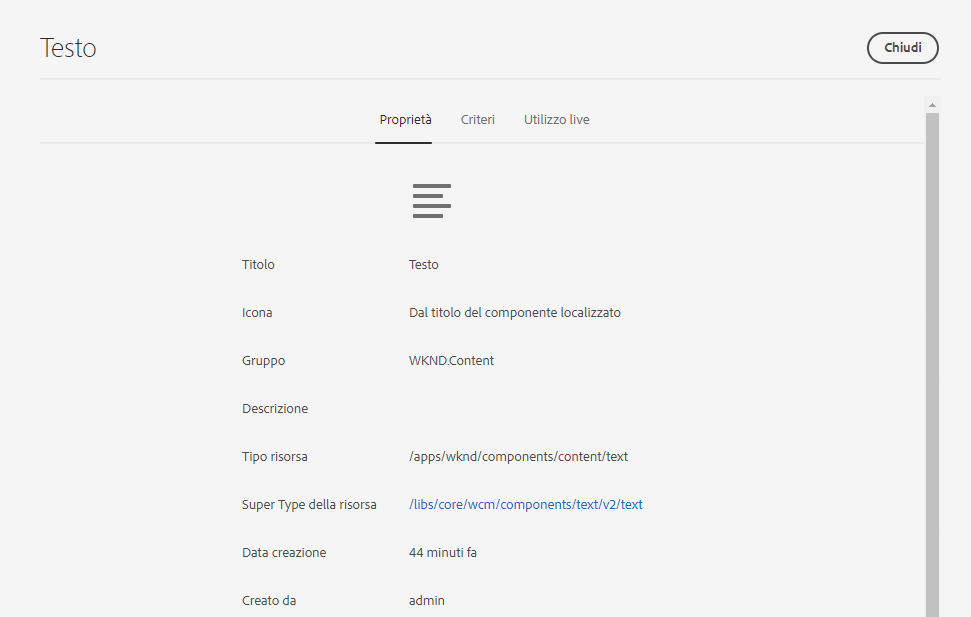 Testo
Chiudi
Proprietà Criteri Utilizzo live
Titolo Testo
Icona Dal titolo del componente localizzato
Gruppo WKND.Content
Descrizione
Tipo risorsa /apps/wknd/components/content/text
Super Type della risorsa /libs/core/wcm/components/text/v2/text
Data creazione 44 minuti fa
Creato da admin